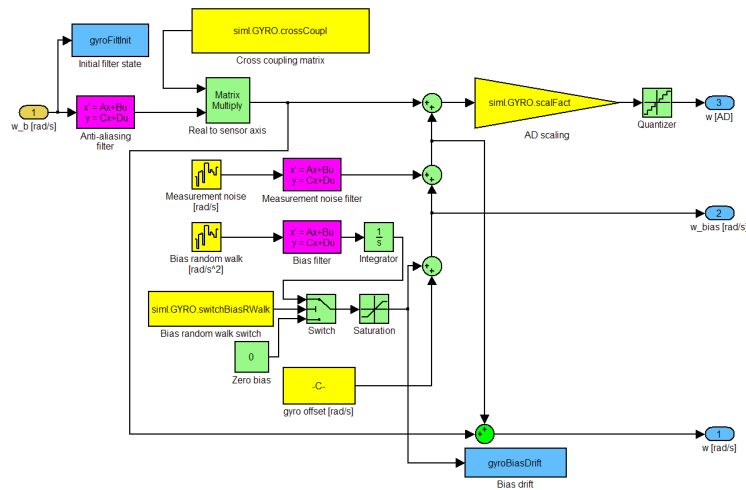 siml.GYRO.crossCoupl
Cross coupling matrix
gyroFiltInit
Initial filter state
1
w_b [rad/s]
x' = Ax+Bu
y = Cx+Du
Anti-aliasing
filter
Matrix
Multiply
Real to sensor axis
siml.GYRO.scalFact
AD scaling
Quantizer
3
w [AD]
Measurement noise
[rad/s]
x' = Ax+Bu
y = Cx+Du
Measurement noise filter
2
w_bias [rad/s]
Bias random walk
[rad/s^2]
x' = Ax+Bu
y = Cx+Du
Bias filter
1
s
Integrator
siml.GYRO.switchBiasRWalk
Bias random walk switch
Switch
Saturation
0
Zero bias
-C-
gyro offset [rad/s]
1
w [rad/s]
gyroBiasDrift
Bias drift